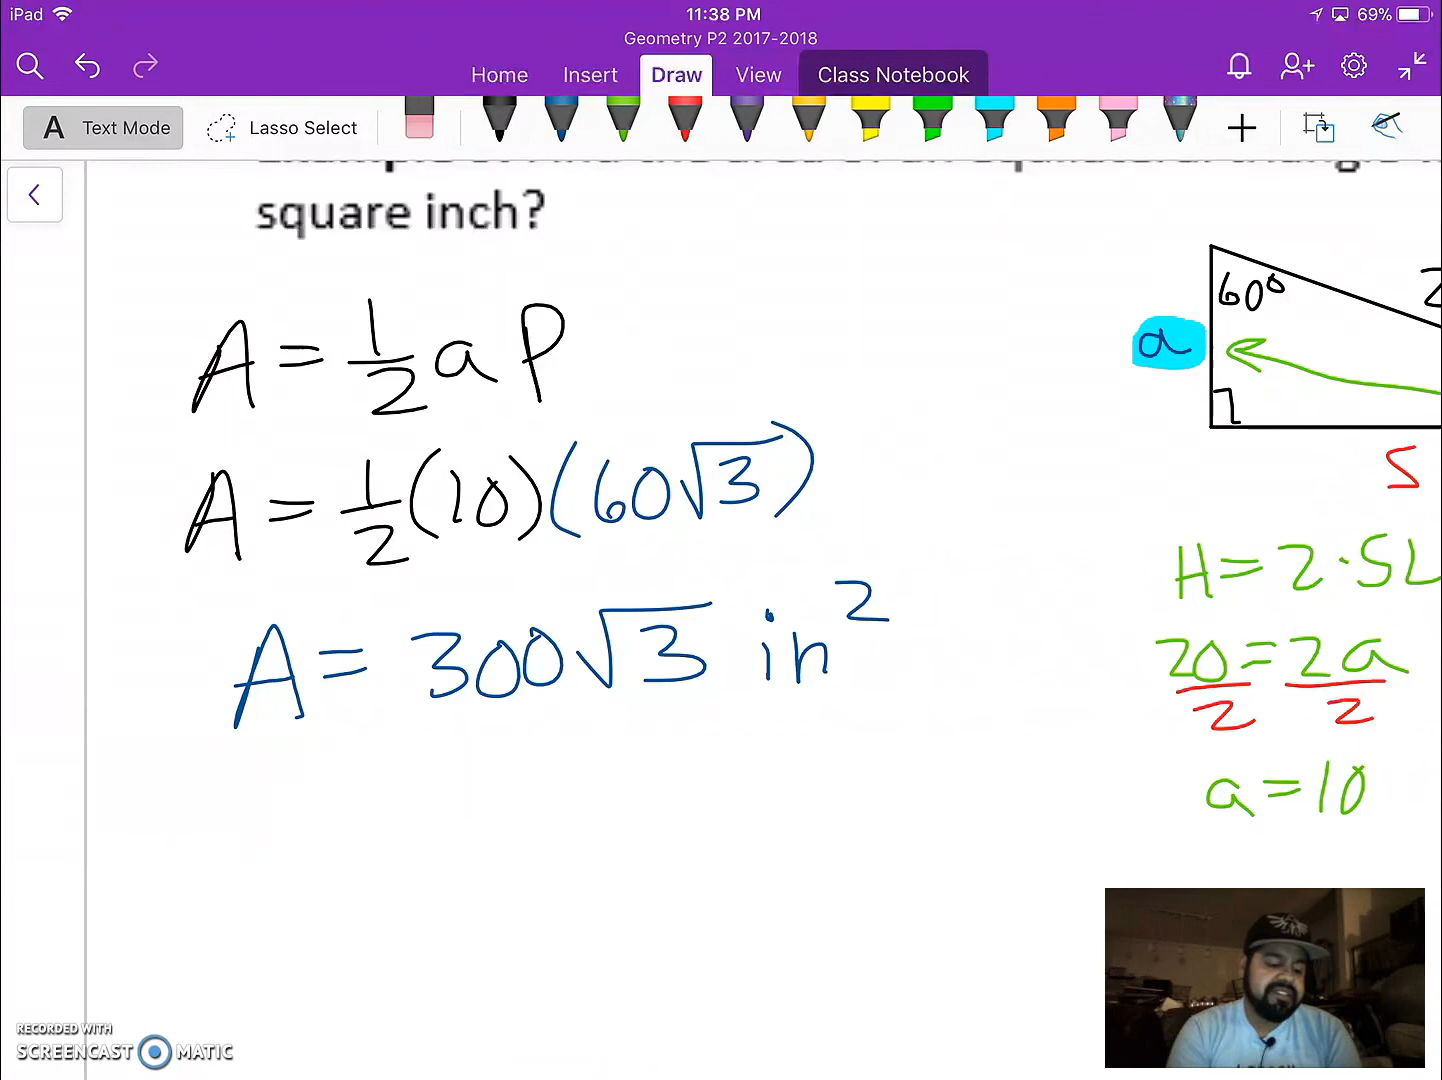 iPad 11:38 PM 69%
Geometry P2 2017-2018
Home Insert Draw View Class Notebook
A Text Mode Lasso Select
square inch?
A = 1/2 a P
A = 1/2 (10)(60√3)
A = 300√3 in²
60°
a
H = 2·S
20 = 2a
2 2
a = 10
RECORDED WITH
SCREENCAST MATIC